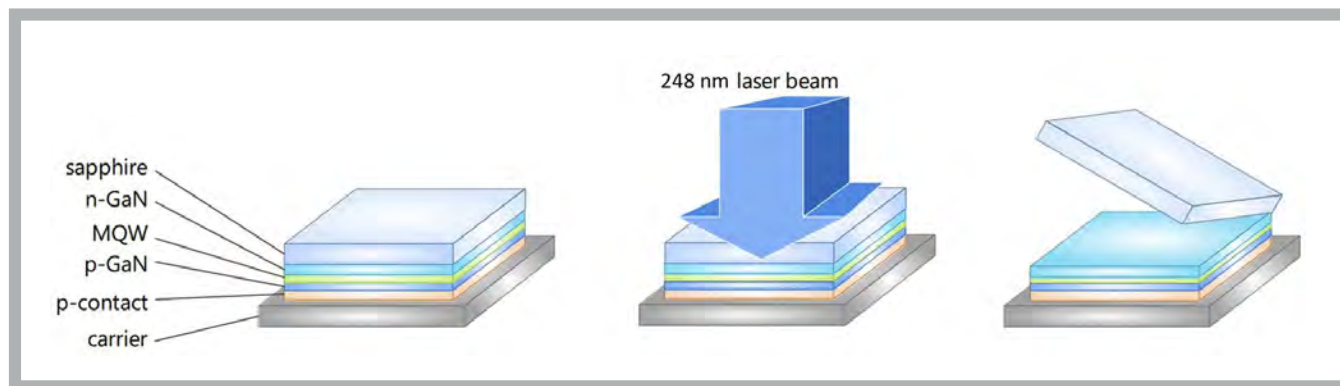 248 nm laser beam
sapphire
n-GaN
MQW
p-GaN
p-contact
carrier